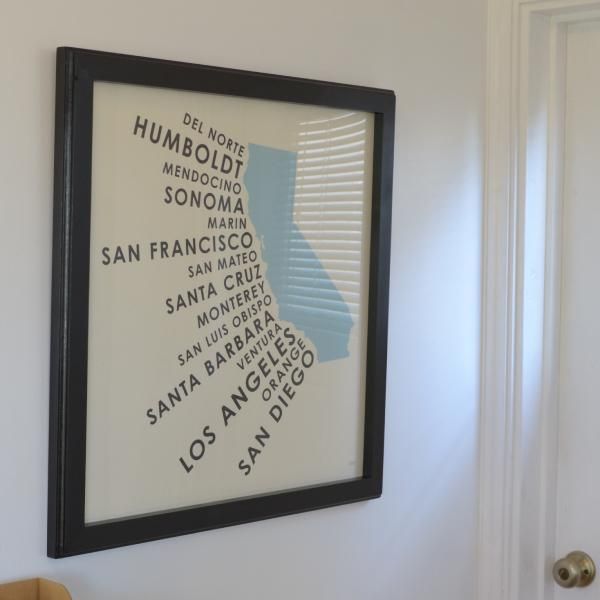 DEL NORTE
HUMBOLDT
MENDOCINO
SONOMA
MARIN
SAN FRANCISCO
SAN MATEO
SANTA CRUZ
MONTEREY
SAN LUIS OBISPO
SANTA BARBARA
VENTURA
LOS ANGELES
ORANGE
SAN DIEGO